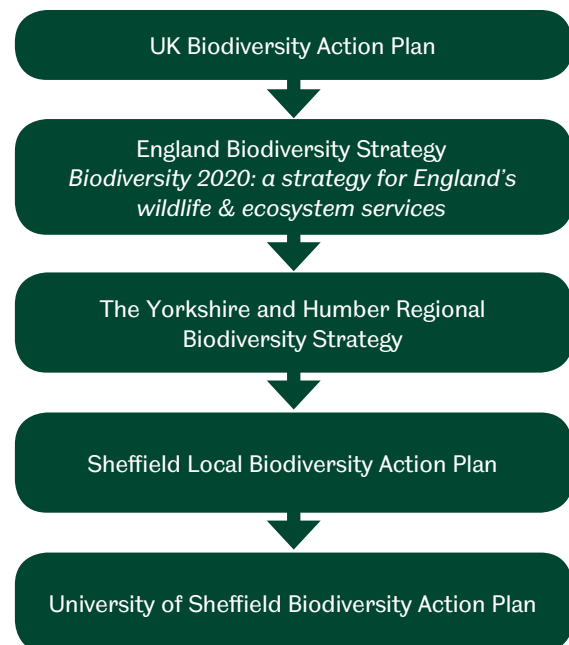 UK Biodiversity Action Plan
England Biodiversity Strategy
Biodiversity 2020: a strategy for England’s
wildlife & ecosystem services
The Yorkshire and Humber Regional
Biodiversity Strategy
Sheffield Local Biodiversity Action Plan
University of Sheffield Biodiversity Action Plan